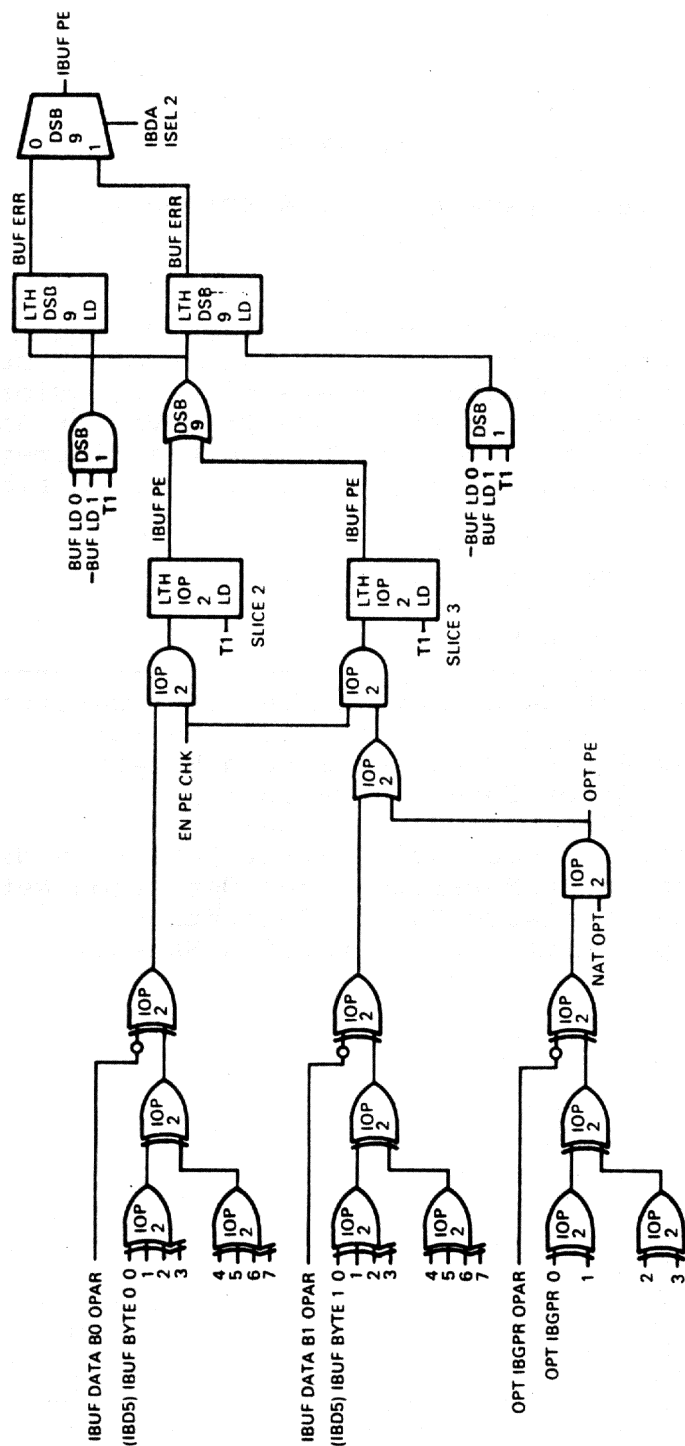 IBUF DATA B0 OPAR
(IBD5) IBUF BYTE 0 0
1
2
3
IOP 2
4
5
6
7
IOP 2
IOP 2
IOP 2
IOP 2
EN PE CHK
LTH
IOP
2
LD
T1
SLICE 2
IBUF PE
BUF LD 0
-BUF LD 1
T1
DSB 1
DSB 9
LTH
DSB
9
LD
BUF ERR
0
DSB
9
1
IBUF PE
IBDA
ISEL 2
IBUF DATA B1 OPAR
(IBD5) IBUF BYTE 1 0
1
2
3
IOP 2
4
5
6
7
IOP 2
IOP 2
IOP 2
IOP 2
IOP 2
LTH
IOP
2
LD
T1
SLICE 3
IBUF PE
LTH
DSB
9
LD
BUF ERR
-BUF LD 0
BUF LD 1
T1
DSB 1
OPT IBGPR OPAR
OPT IBGPR 0
1
IOP 2
2
3
IOP 2
IOP 2
IOP 2
NAT OPT
IOP 2
OPT PE